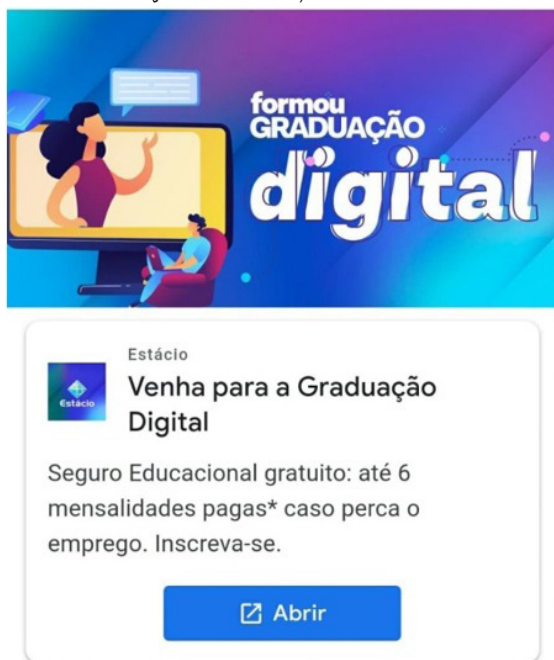 formou
GRADUAÇÃO
digital
Estácio
Estácio
Venha para a Graduação
Digital
Seguro Educacional gratuito: até 6
mensalidades pagas* caso perca o
emprego. Inscreva-se.
Abrir